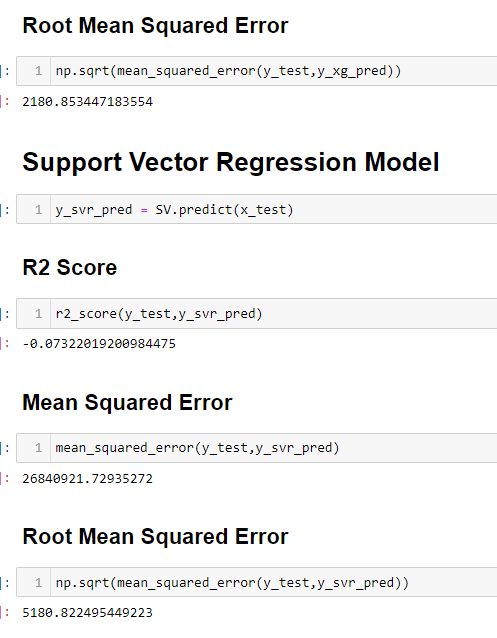 Root Mean Squared Error
]: 1 np.sqrt(mean_squared_error(y_test,y_xg_pred))
]: 2180.853447183554
Support Vector Regression Model
]: 1 y_svr_pred = SV.predict(x_test)
R2 Score
]: 1 r2_score(y_test,y_svr_pred)
]: -0.07322019200984475
Mean Squared Error
]: 1 mean_squared_error(y_test,y_svr_pred)
]: 26840921.72935272
Root Mean Squared Error
]: 1 np.sqrt(mean_squared_error(y_test,y_svr_pred))
]: 5180.822495449223